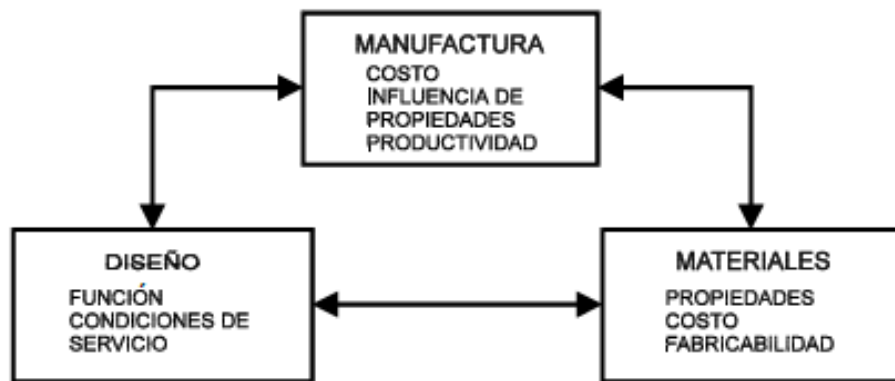 MANUFACTURA
COSTO
INFLUENCIA DE
PROPIEDADES
PRODUCTIVIDAD
DISEÑO
FUNCIÓN
CONDICIONES DE
SERVICIO
MATERIALES
PROPIEDADES
COSTO
FABRICABILIDAD